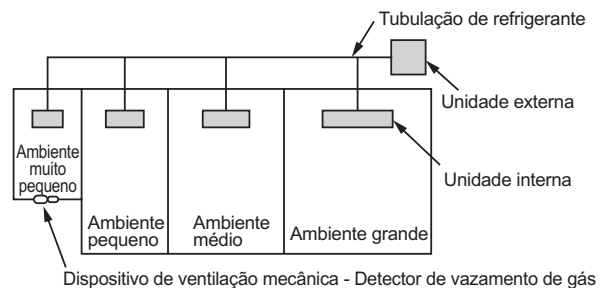 Tubulação de refrigerante
Unidade externa
Ambiente
muito
pequeno
Unidade interna
Ambiente
pequeno
Ambiente
médio
Ambiente grande
Dispositivo de ventilação mecânica - Detector de vazamento de gás